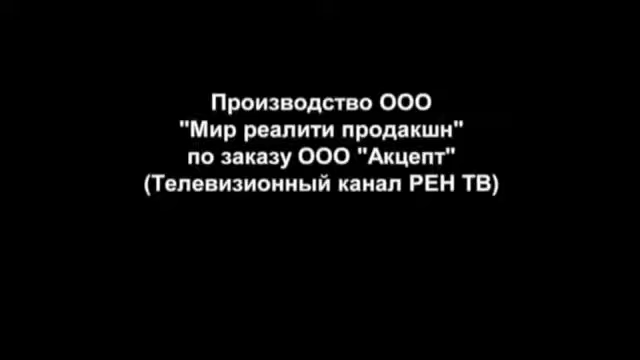 Производство ООО
"Мир реалити продакшн"
по заказу ООО "Акцепт"
(Телевизионный канал РЕН ТВ)